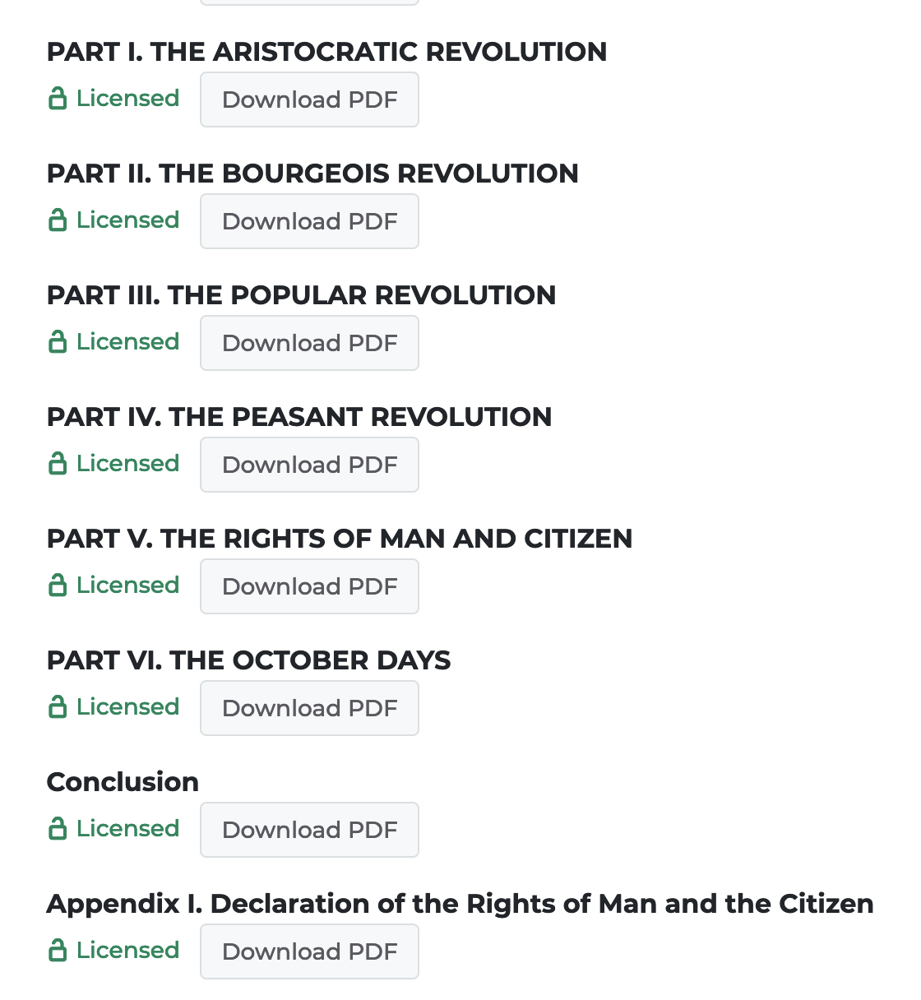 PART I. THE ARISTOCRATIC REVOLUTION
Licensed Download PDF
PART II. THE BOURGEOIS REVOLUTION
Licensed Download PDF
PART III. THE POPULAR REVOLUTION
Licensed Download PDF
PART IV. THE PEASANT REVOLUTION
Licensed Download PDF
PART V. THE RIGHTS OF MAN AND CITIZEN
Licensed Download PDF
PART VI. THE OCTOBER DAYS
Licensed Download PDF
Conclusion
Licensed Download PDF
Appendix I. Declaration of the Rights of Man and the Citizen
Licensed Download PDF